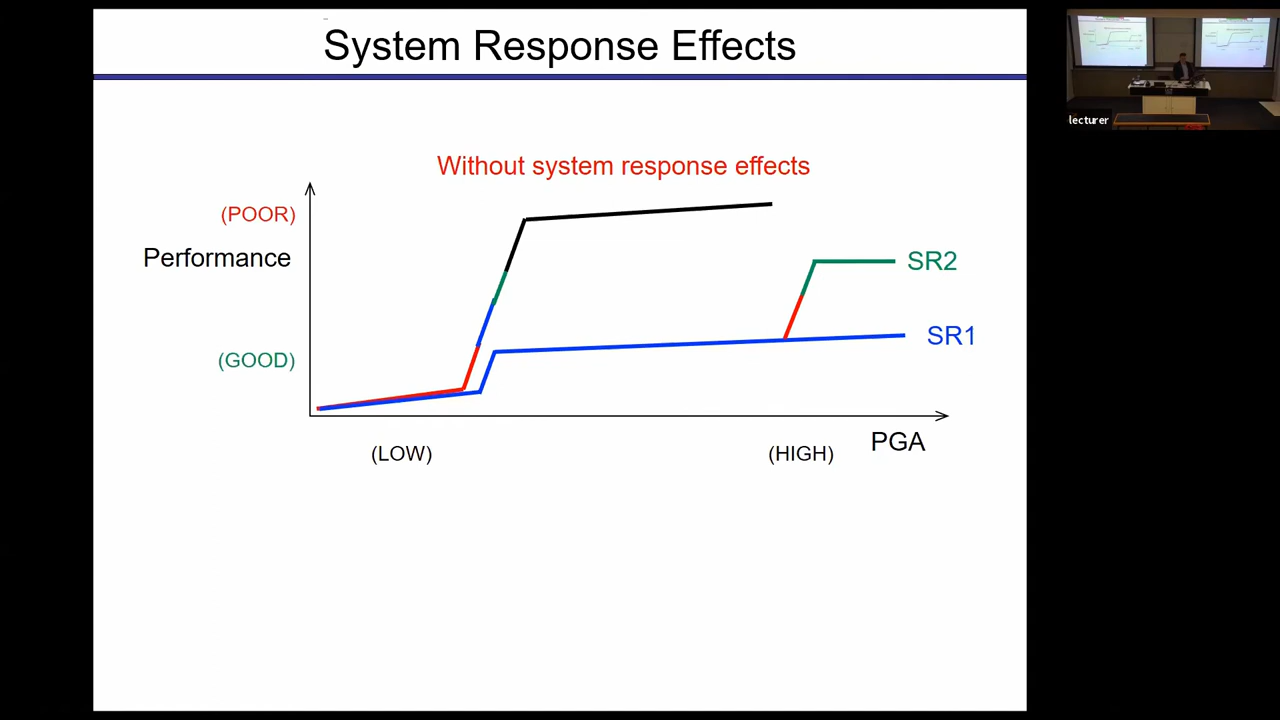 System Response Effects
lecturer
Without system response effects
(POOR)
Performance
SR2
SR1
(GOOD)
PGA
(LOW)
(HIGH)